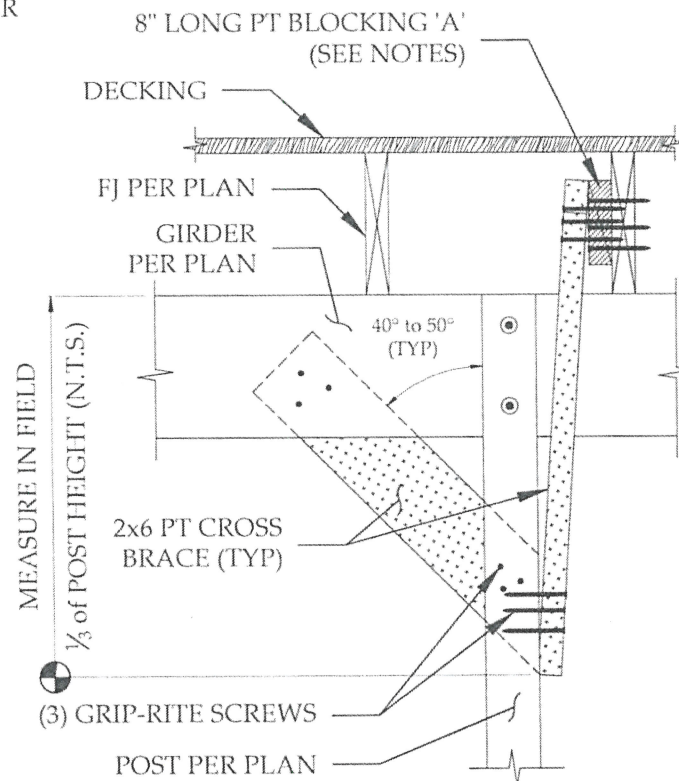 R
8" LONG PT BLOCKING 'A'
(SEE NOTES)
DECKING
FJ PER PLAN
GIRDER
PER PLAN
40° to 50°
(TYP)
MEASURE IN FIELD
⅓ of POST HEIGHT (N.T.S.)
2x6 PT CROSS
BRACE (TYP)
(3) GRIP-RITE SCREWS
POST PER PLAN